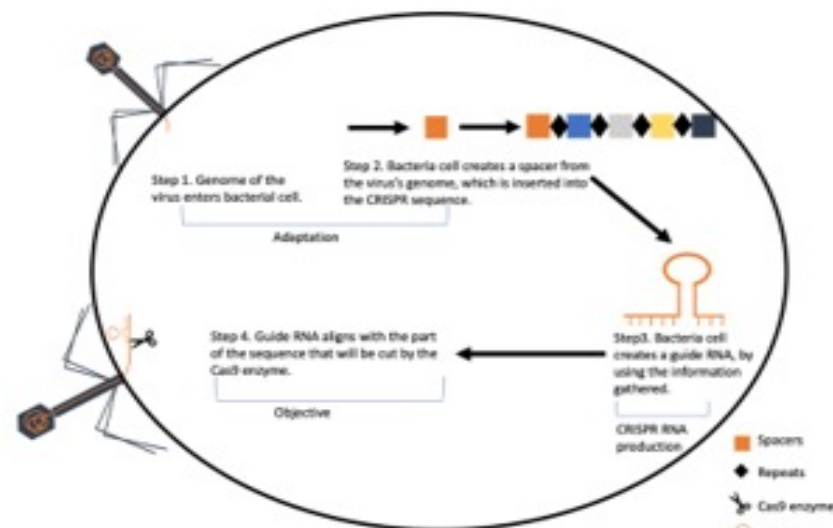 Step 1. Genome of the
virus enters bacterial cell.
Step 2. Bacteria cell creates a spacer from
the virus's genome, which is inserted into
the CRISPR sequence.
Adaptation
Step3. Bacteria cell
creates a guide RNA, by
using the information
gathered.
CRISPR RNA
production
Step 4. Guide RNA aligns with the part
of the sequence that will be cut by the
Cas9 enzyme.
Objective
Spacers
Repeats
Cas9 enzyme